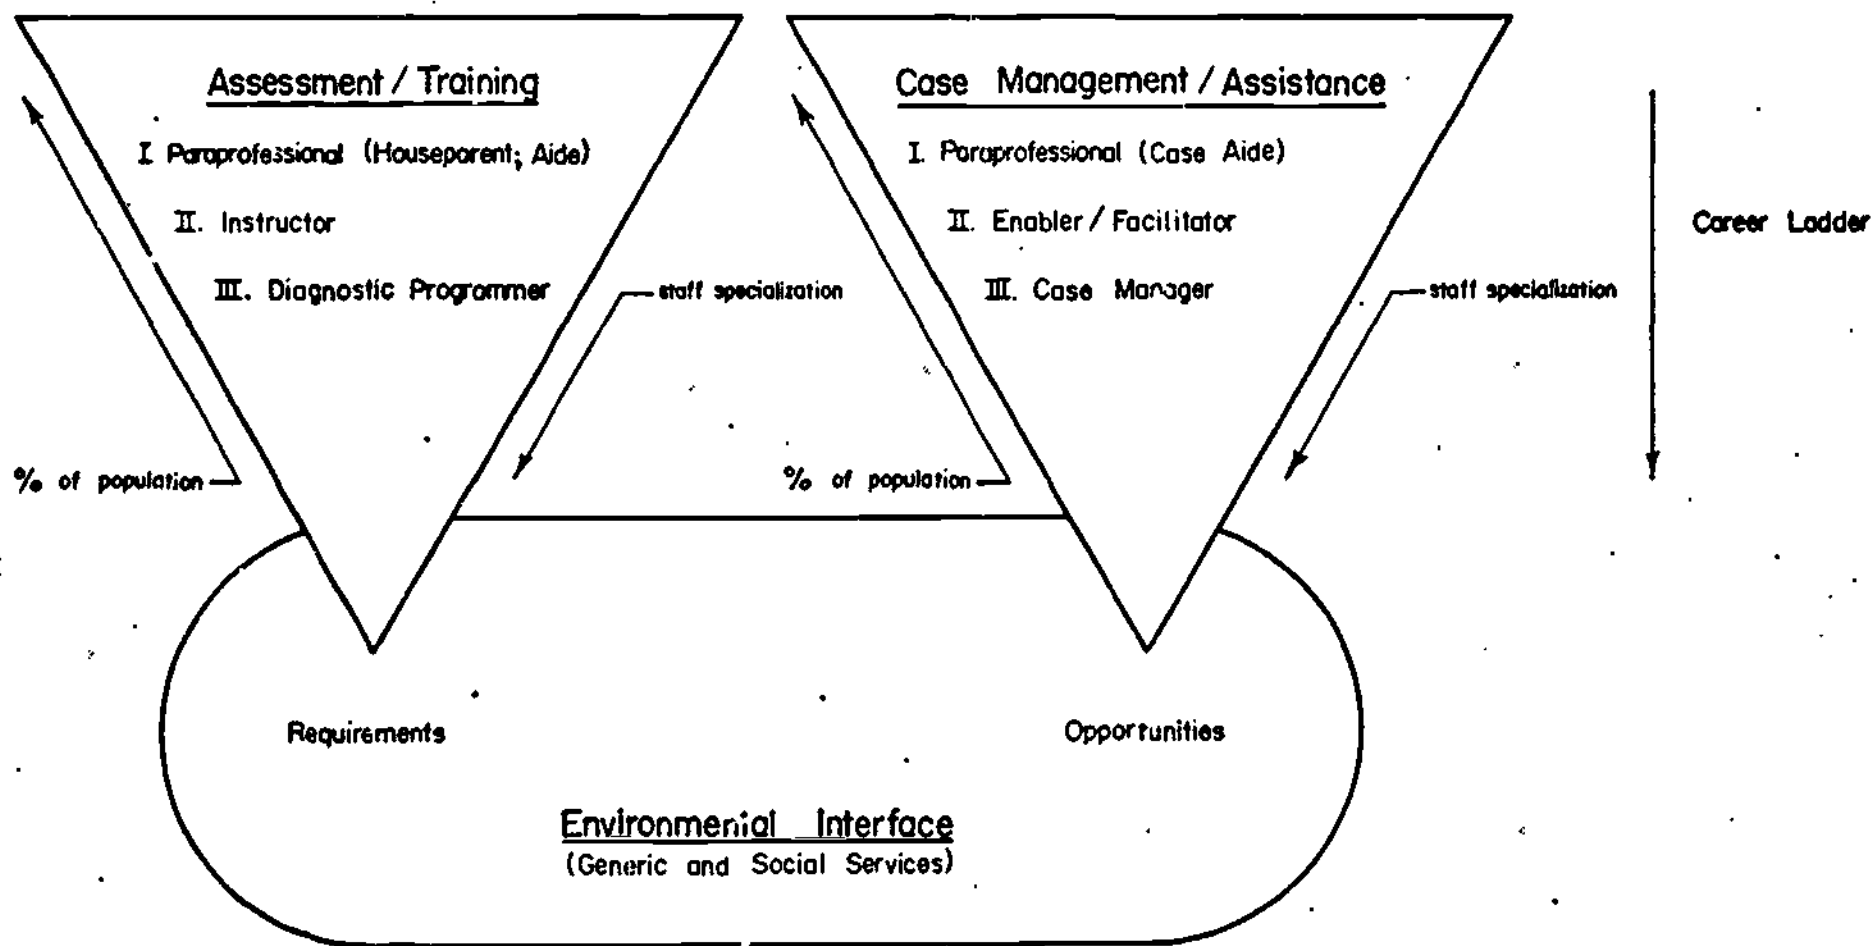 Assessment / Training
I. Paraprofessional (Houseparent; Aide)
II. Instructor
III. Diagnostic Programmer
staff specialization
% of population
Case Management / Assistance
I. Paraprofessional (Case Aide)
II. Enabler / Facilitator
III. Case Manager
staff specialization
% of population
Career Ladder
Requirements
Opportunities
Environmental Interface
(Generic and Social Services)